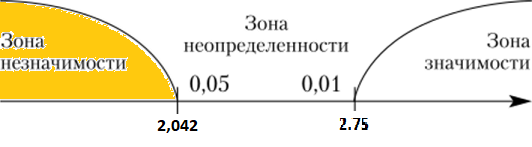 Зона
незначимости
Зона
неопределенности
Зона
значимости
0,05
0,01
2,042
2.75